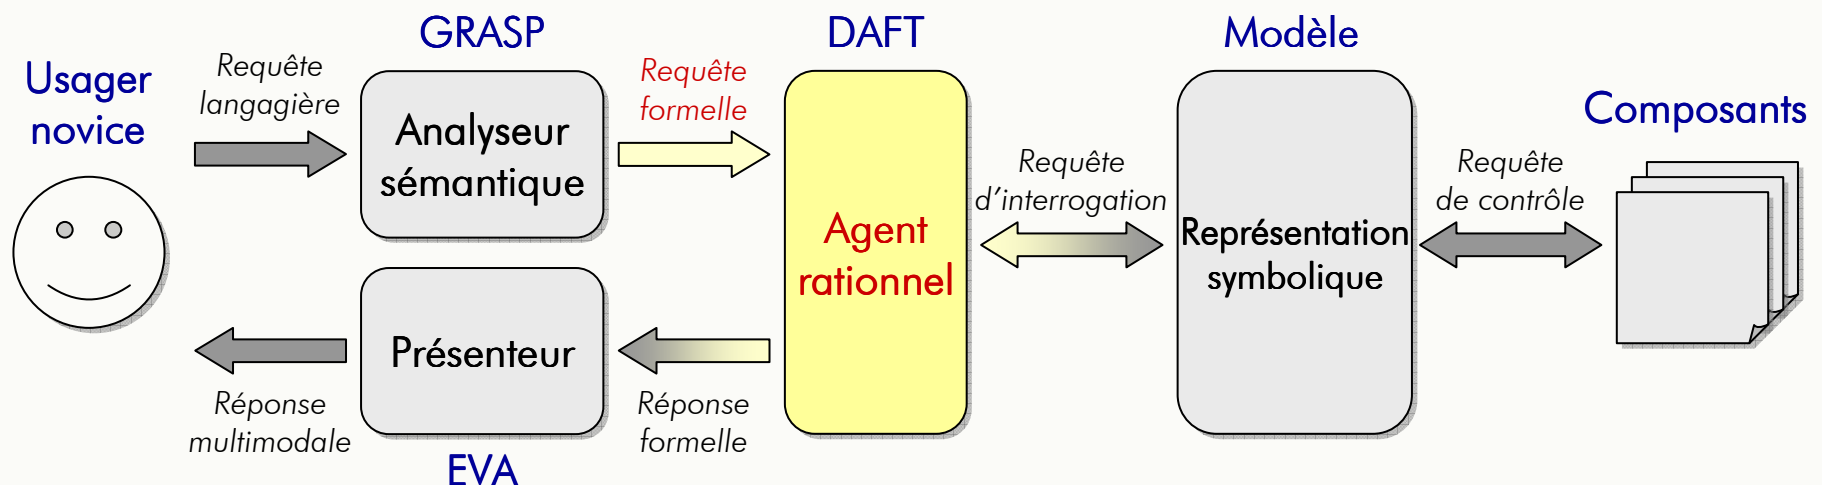 Usager
novice
Requête
langagière
GRASP
Analyseur
sémantique
Requête
formelle
Réponse
multimodale
Présenteur
EVA
Réponse
formelle
DAFT
Agent
rationnel
Requête
d'interrogation
Modèle
Représentation
symbolique
Requête
de contrôle
Composants